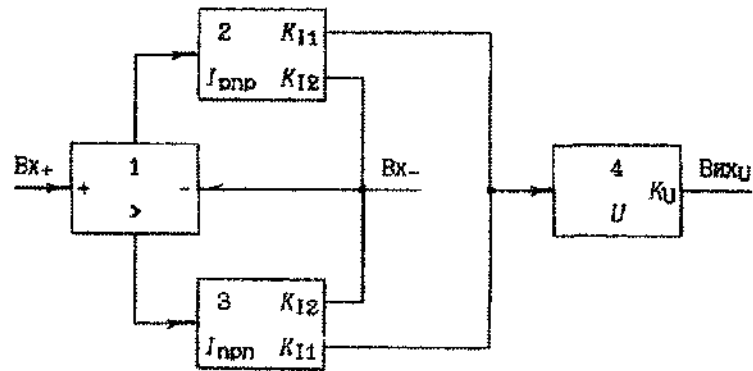 2 K_I1
I_pnp K_I2
Вх+
+ 1 -
>
Вх-
4
K_U
U
Вих_U
3 K_I2
I_npn K_I1